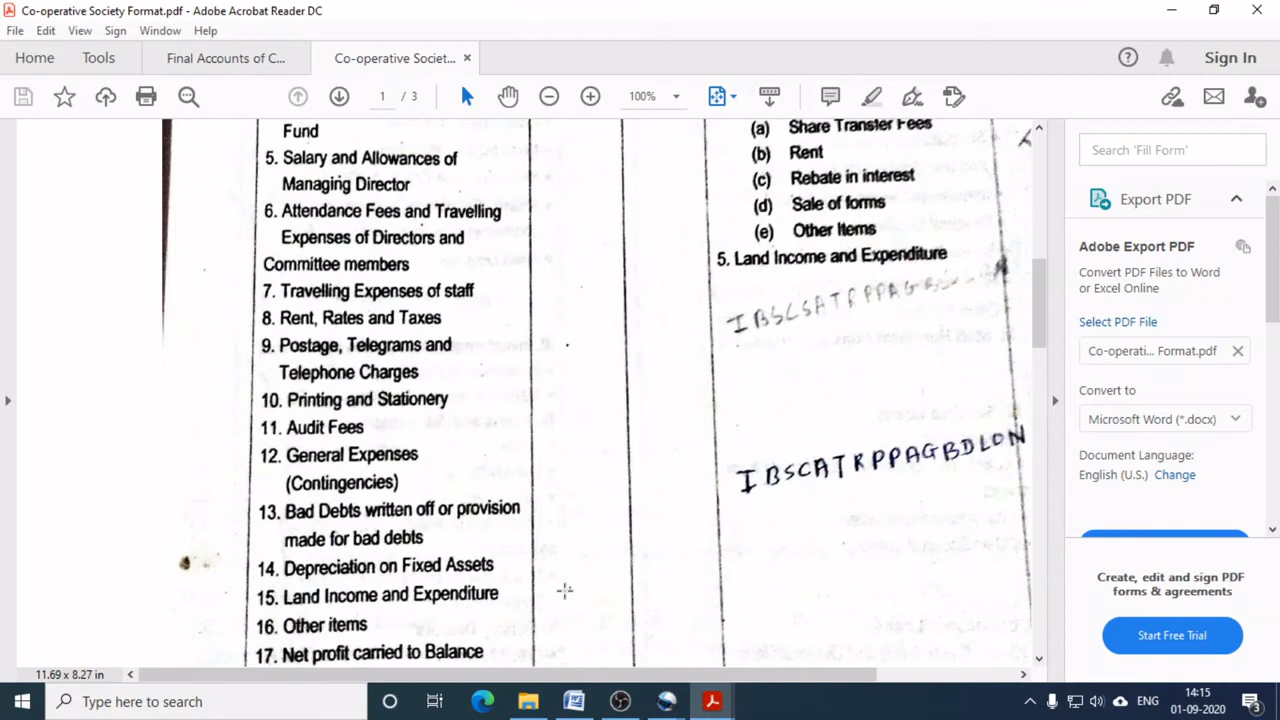 Co-operative Society Format.pdf - Adobe Acrobat Reader DC
File Edit View Sign Window Help
Home Tools Final Accounts of C... Co-operative Societ... × Sign In
1 / 3 100%
Fund
5. Salary and Allowances of
Managing Director
6. Attendance Fees and Travelling
Expenses of Directors and
Committee members
7. Travelling Expenses of staff
8. Rent, Rates and Taxes
9. Postage, Telegrams and
Telephone Charges
10. Printing and Stationery
11. Audit Fees
12. General Expenses
(Contingencies)
13. Bad Debts written off or provision
made for bad debts
14. Depreciation on Fixed Assets
15. Land Income and Expenditure
16. Other items
17. Net profit carried to Balance
(a) Share Transfer Fees
(b) Rent
(c) Rebate in interest
(d) Sale of forms
(e) Other Items
5. Land Income and Expenditure
IBSCATRPPAGBDLON
11.69 x 8.27 in
Search 'Fill Form'
Export PDF
Adobe Export PDF
Convert PDF Files to Word
or Excel Online
Select PDF File
Co-operati... Format.pdf ×
Convert to
Microsoft Word (*.docx)
Document Language:
English (U.S.) Change
Create, edit and sign PDF
forms & agreements
Start Free Trial
Type here to search
ENG
14:15
01-09-2020
3